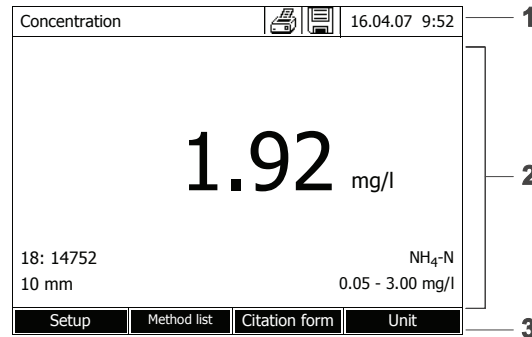 Concentration 16.04.07 9:52 1
1.92 mg/l 2
18: 14752 NH₄-N
10 mm 0.05 - 3.00 mg/l
Setup Method list Citation form Unit 3